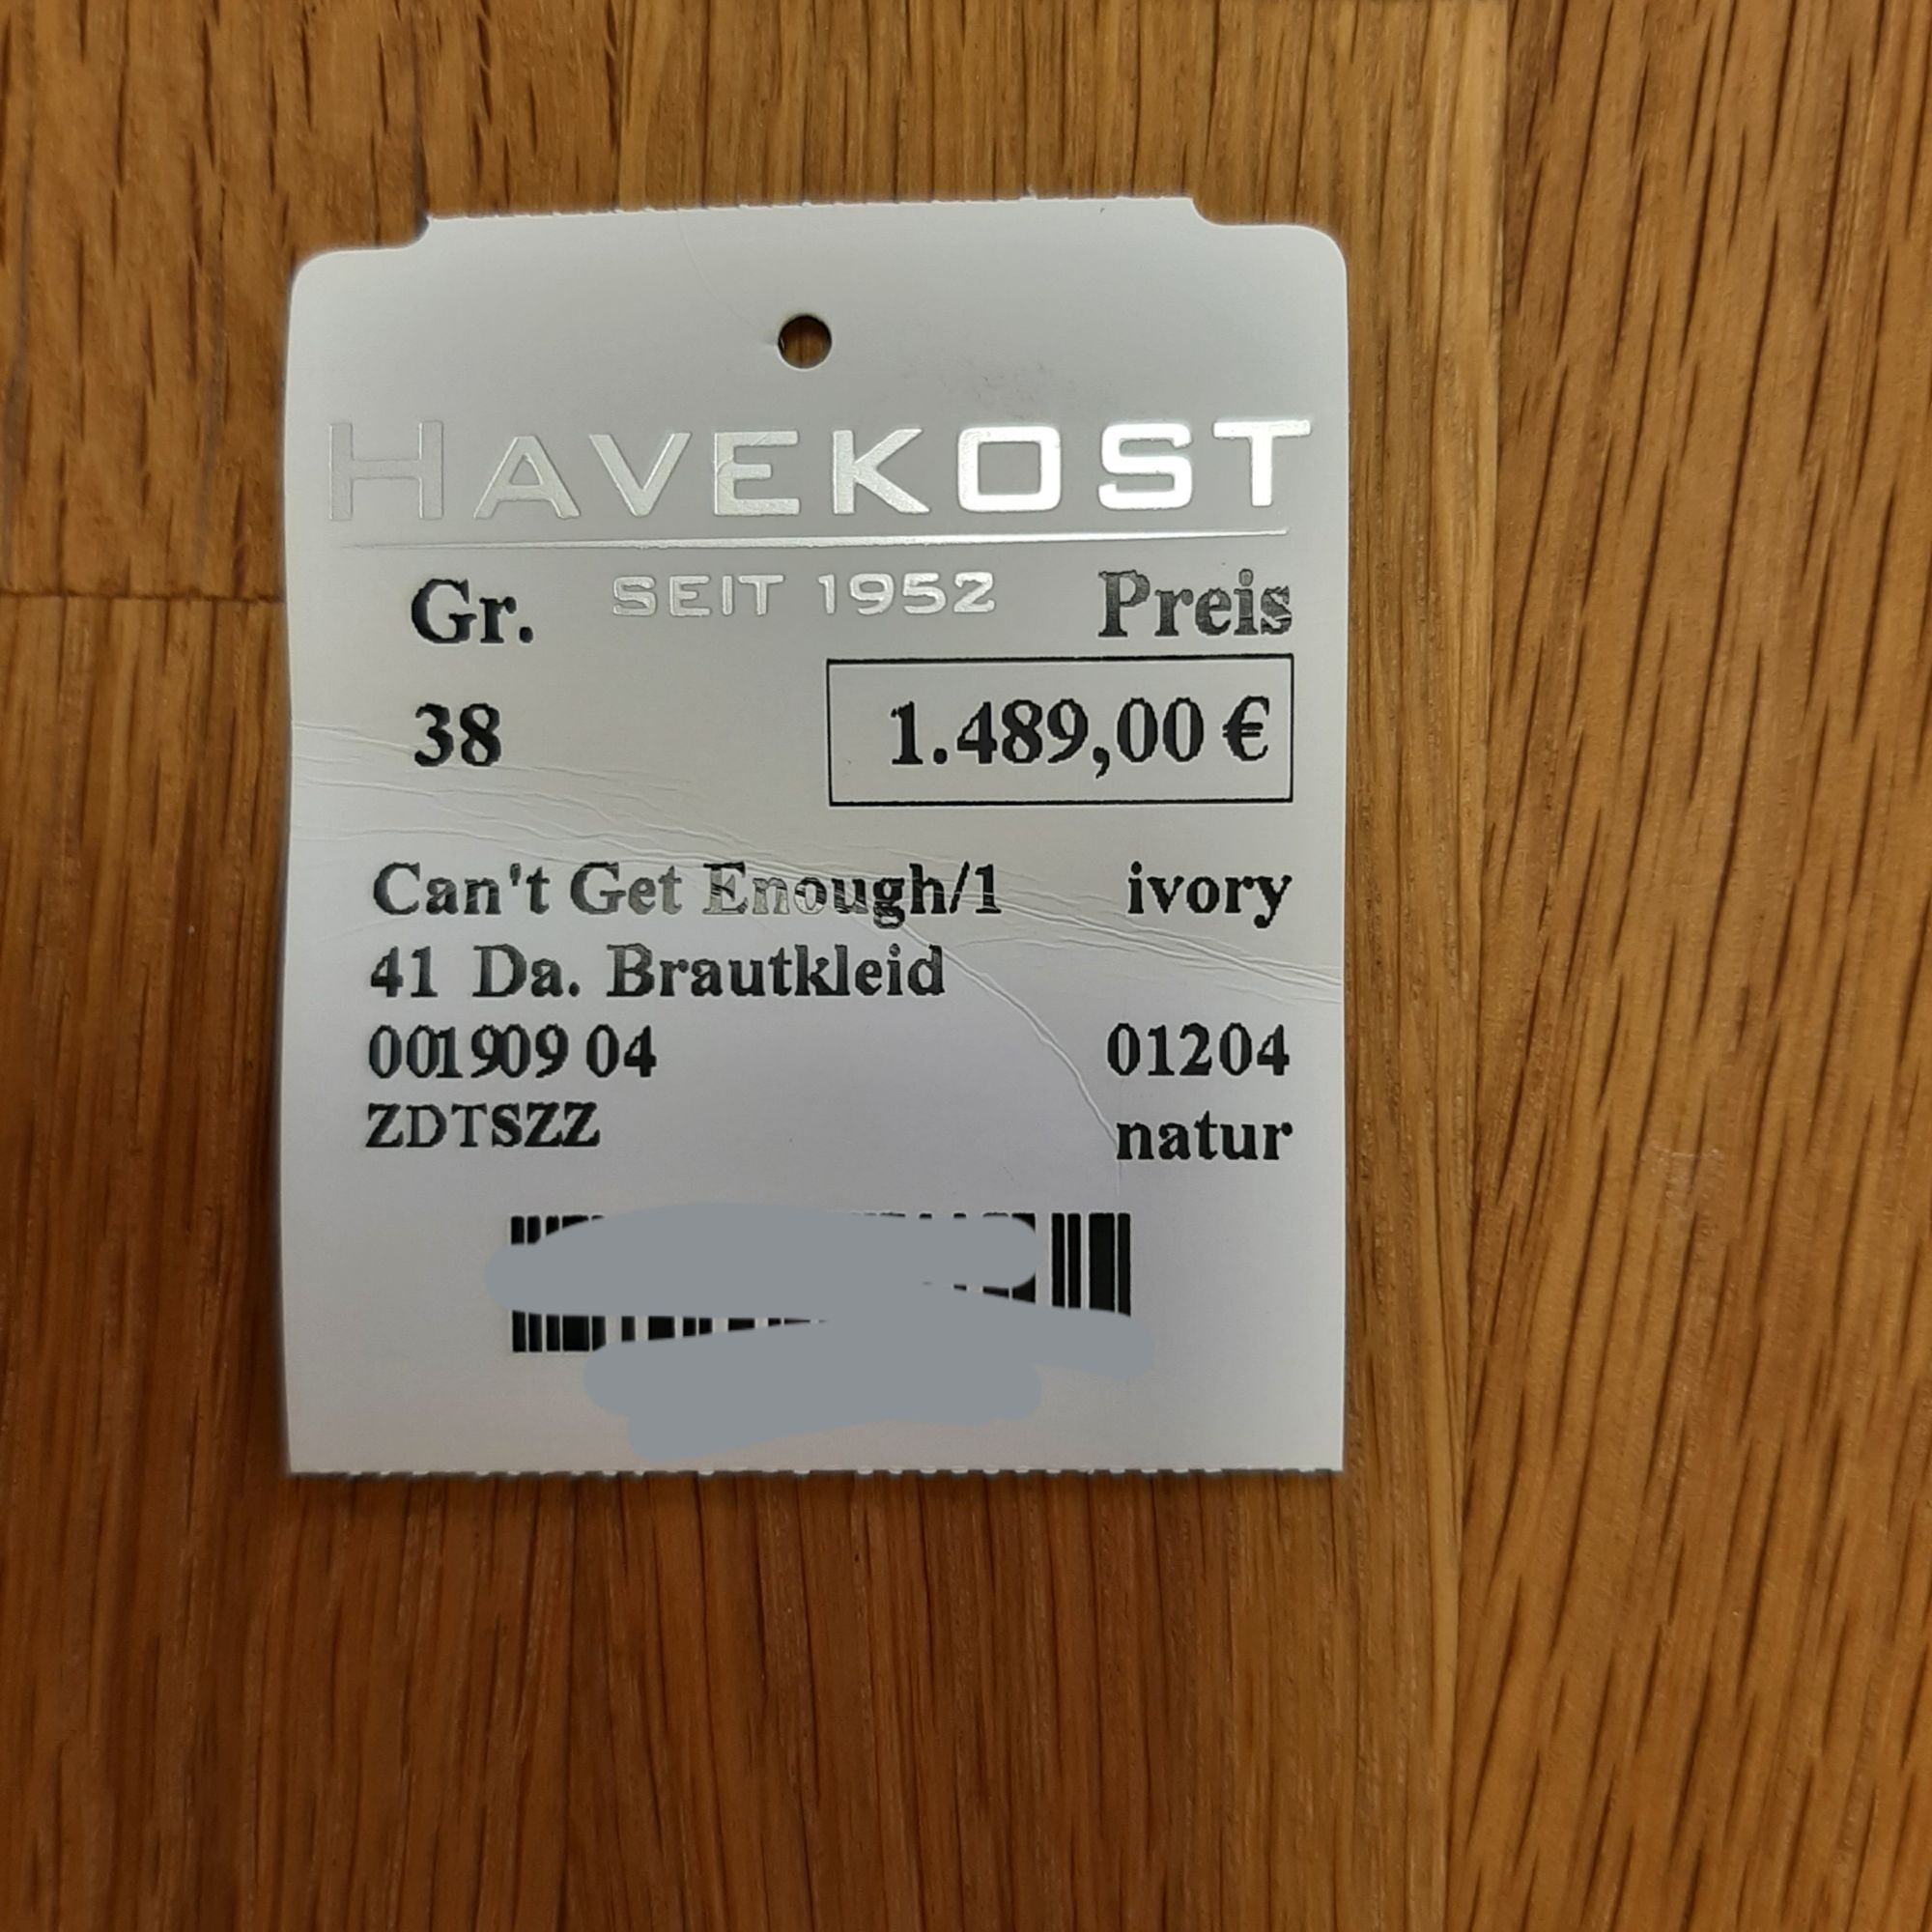 HAVEKOST
SEIT 1952
Gr. Preis
38 1.489,00 €
Can't Get Enough/1 ivory
41 Da. Brautkleid
001909 04 01204
ZDTSZZ natur